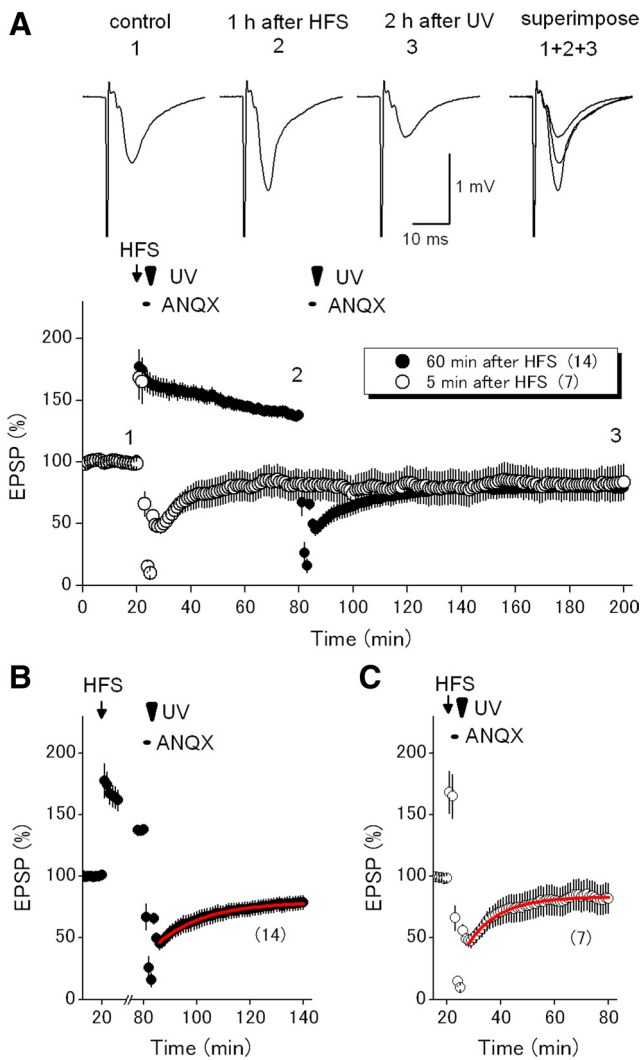 A
control 1 h after HFS 2 h after UV superimpose
1 2 3 1+2+3
1 mV
10 ms
HFS
UV UV
ANQX ANQX
200
150
100
50
0
EPSP (%)
1
2
3
60 min after HFS (14)
5 min after HFS (7)
0 20 40 60 80 100 120 140 160 180 200
Time (min)
B
HFS
UV
ANQX
200
150
100
50
0
EPSP (%)
(14)
20 80 100 120 140
Time (min)
C
HFS
UV
ANQX
200
150
100
50
0
EPSP (%)
(7)
20 40 60 80
Time (min)